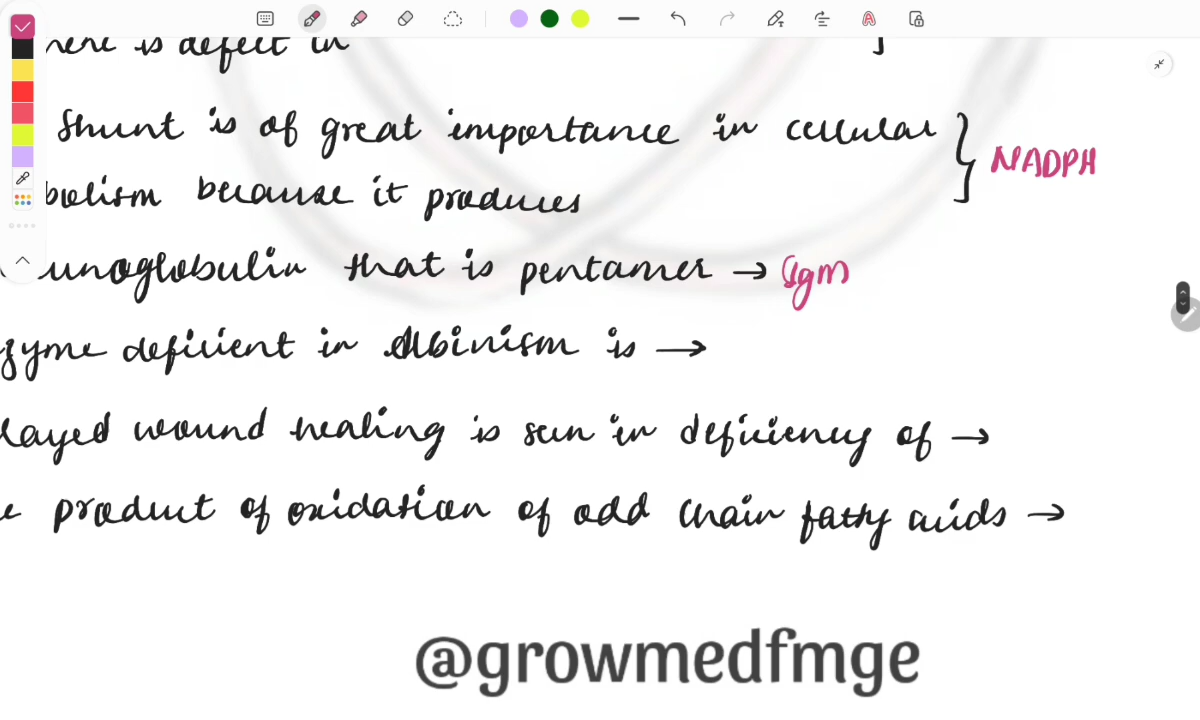 here is defect in
Shunt is of great importance in cellular
bolism because it produces
NADPH
unoglobulin that is pentamer → IgM
zyme deficient in Albinism is →
layed wound healing is seen in deficiency of →
e product of oxidation of odd chain fatty acids →
@growmedfmge